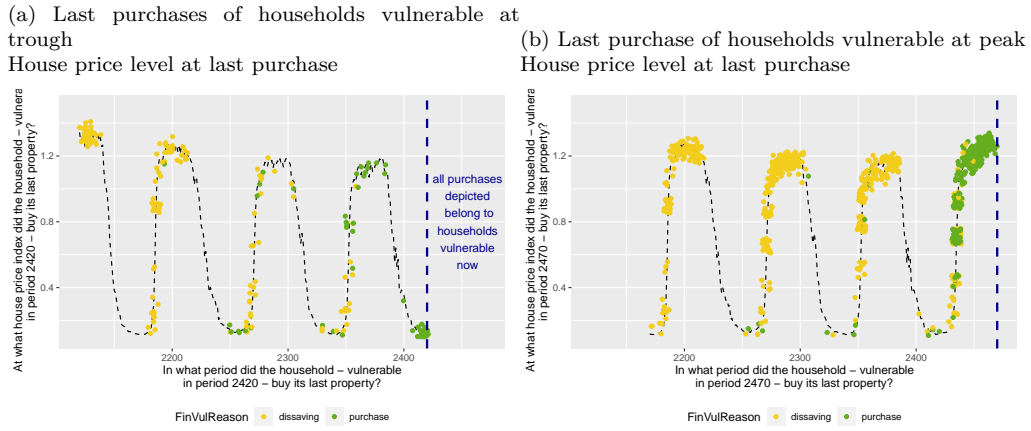 (a) Last purchases of households vulnerable at
trough
House price level at last purchase
At what house price index did the household – vulnera
in period 2420 – buy its last property?
1.2
0.8
0.4
all purchases
depicted
belong to
households
vulnerable
now
2200
2300
2400
In what period did the household – vulnerable
in period 2420 – buy its last property?
FinVulReason dissaving purchase
(b) Last purchase of households vulnerable at peak
House price level at last purchase
At what house price index did the household – vulnera
in period 2470 – buy its last property?
1.2
0.8
0.4
2200
2300
2400
In what period did the household – vulnerable
in period 2470 – buy its last property?
FinVulReason dissaving purchase